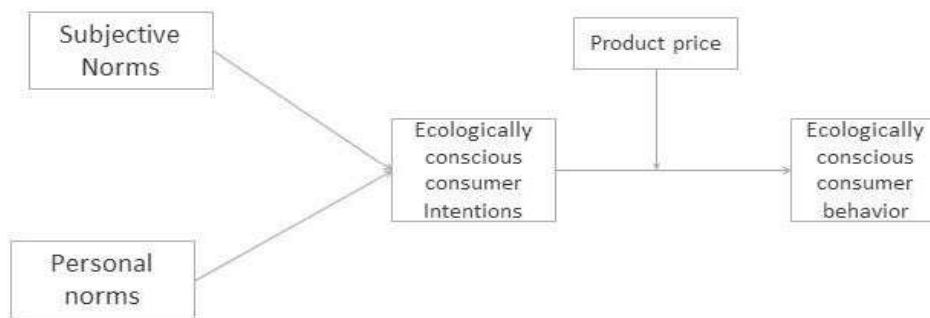 Subjective
Norms
Product price
Ecologically
conscious
consumer
Intentions
Ecologically
conscious
consumer
behavior
Personal
norms